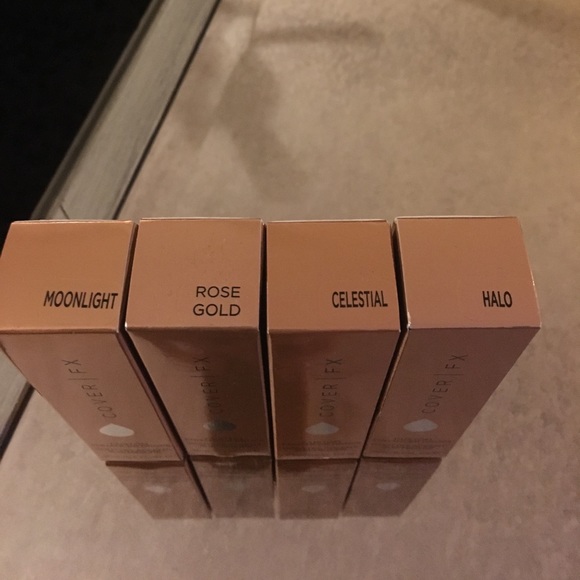 MOONLIGHT
ROSE
GOLD
CELESTIAL
HALO
COVER | FX
COVER | FX
COVER | FX
COVER | FX